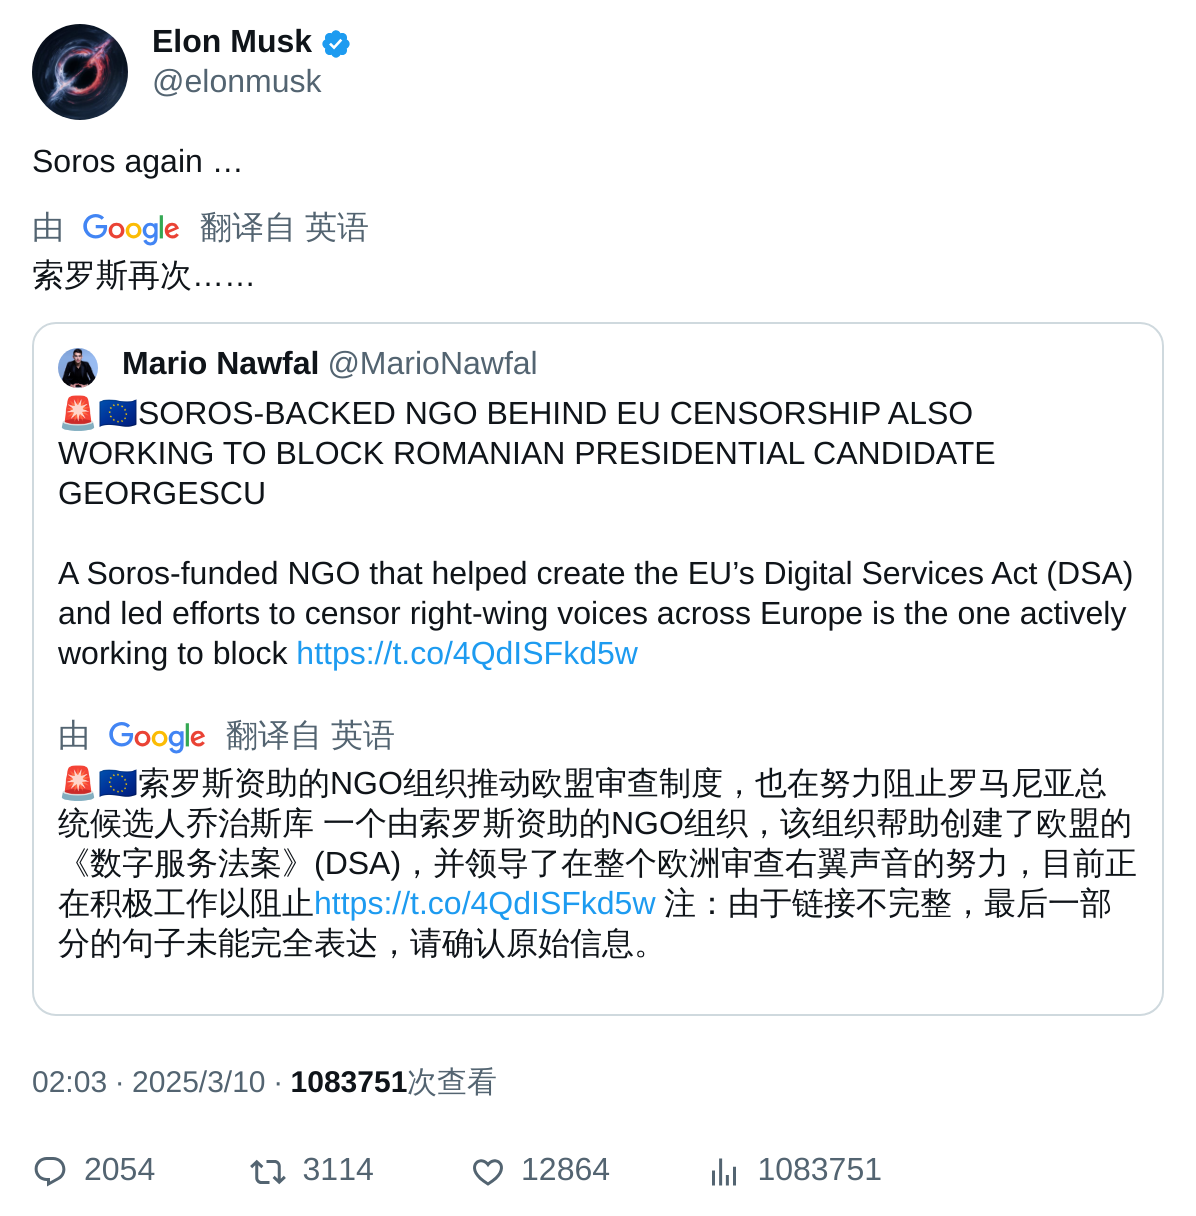 Elon Musk
@elonmusk
Soros again …
由 Google 翻译自 英语
索罗斯再次……
Mario Nawfal @MarioNawfal
🚨🇪🇺SOROS-BACKED NGO BEHIND EU CENSORSHIP ALSO
WORKING TO BLOCK ROMANIAN PRESIDENTIAL CANDIDATE
GEORGESCU
A Soros-funded NGO that helped create the EU’s Digital Services Act (DSA)
and led efforts to censor right-wing voices across Europe is the one actively
working to block https://t.co/4QdISFkd5w
由 Google 翻译自 英语
🚨🇪🇺索罗斯资助的NGO组织推动欧盟审查制度，也在努力阻止罗马尼亚总
统候选人乔治斯库 一个由索罗斯资助的NGO组织，该组织帮助创建了欧盟的
《数字服务法案》(DSA)，并领导了在整个欧洲审查右翼声音的努力，目前正
在积极工作以阻止https://t.co/4QdISFkd5w 注：由于链接不完整，最后一部
分的句子未能完全表达，请确认原始信息。
02:03 · 2025/3/10 · 1083751次查看
2054 3114 12864 1083751